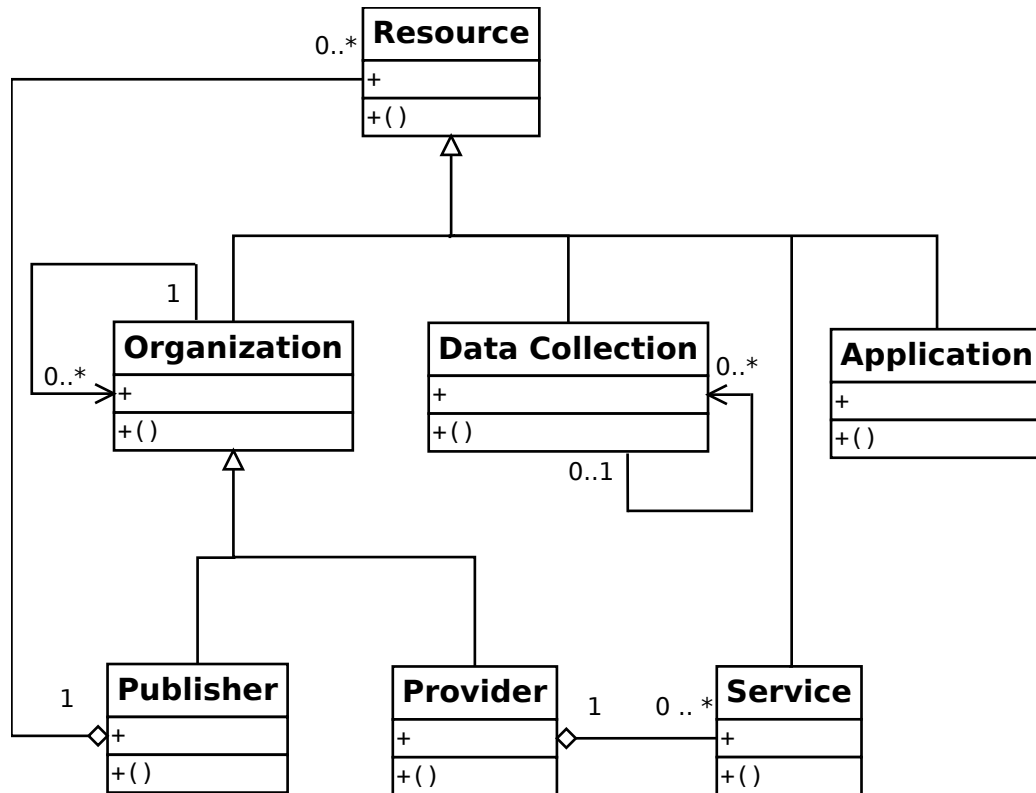 Resource
0..*
+
+()
1
Organization
0..*
+
+()
Data Collection
0..*
+
+()
0..1
Application
+
+()
Publisher
1
+
+()
Provider
1
0 .. *
+
+()
Service
+
+()